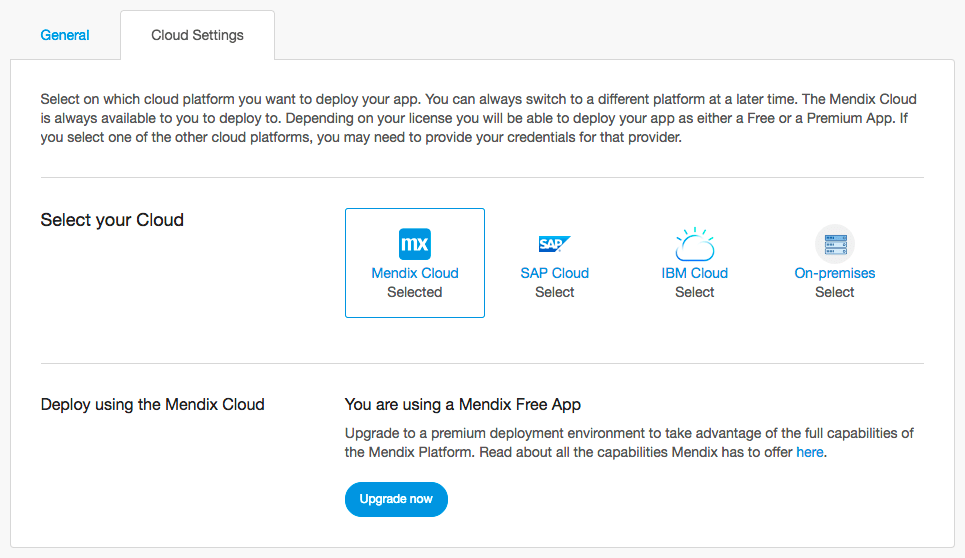 General
Cloud Settings
Select on which cloud platform you want to deploy your app. You can always switch to a different platform at a later time. The Mendix Cloud
is always available to you to deploy to. Depending on your license you will be able to deploy your app as either a Free or a Premium App. If
you select one of the other cloud platforms, you may need to provide your credentials for that provider.
Select your Cloud
mx
Mendix Cloud
Selected
SAP
SAP Cloud
Select
IBM Cloud
Select
On-premises
Select
Deploy using the Mendix Cloud
You are using a Mendix Free App
Upgrade to a premium deployment environment to take advantage of the full capabilities of
the Mendix Platform. Read about all the capabilities Mendix has to offer here.
Upgrade now